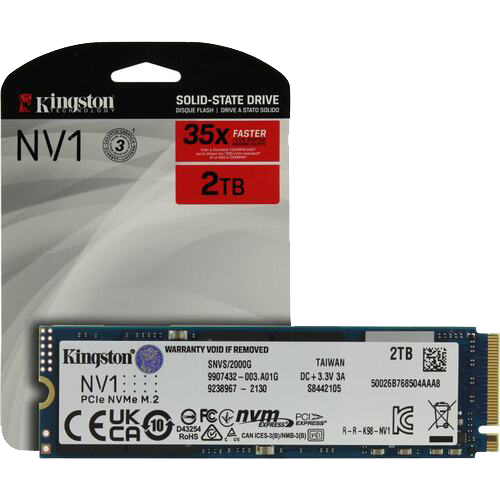 Kingston
TECHNOLOGY
SOLID-STATE DRIVE
DISQUE FLASH / DRIVE A STATO SOLIDO
NV1
3
35x FASTER
2TB
WARRANTY VOID IF REMOVED
Kingston
SNVS/2000G
TAIWAN
2TB
NV1
9907432-003.A01G
DC + 3.3V 3A
PCIe NVMe M.2
9238967 - 2130
S8442105
50026B768504AAA8
UK CA
10
D43254
RoHS
nvm EXPRESS
PCI EXPRESS
CAN ICES-3(B)/NMB-3(B)
R-R-K98-NV1